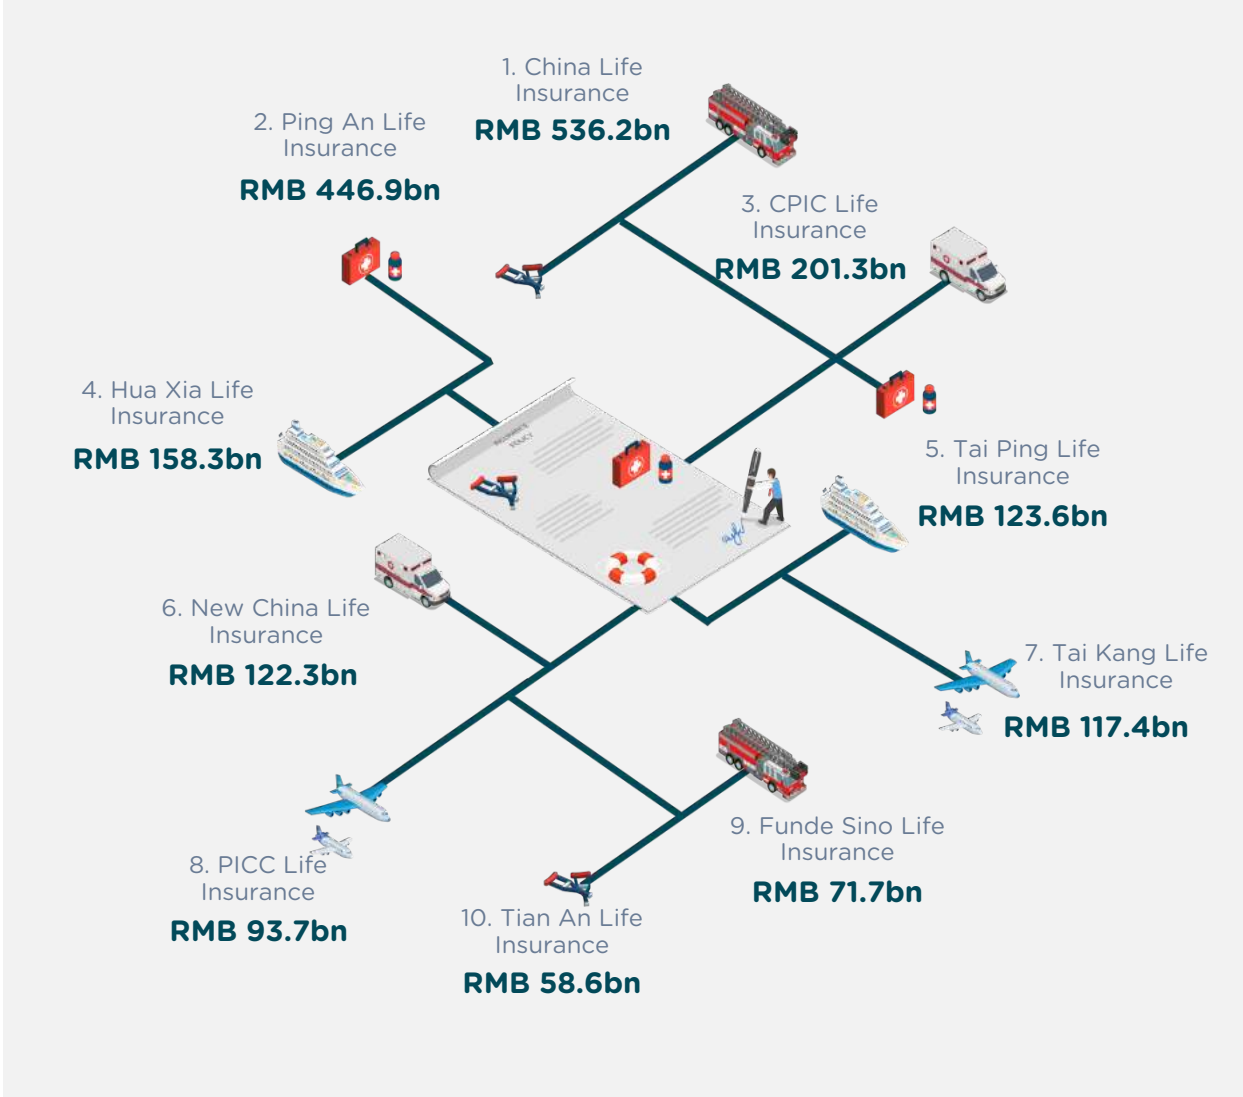 1. China Life
Insurance
RMB 536.2bn
2. Ping An Life
Insurance
RMB 446.9bn
3. CPIC Life
Insurance
RMB 201.3bn
4. Hua Xia Life
Insurance
RMB 158.3bn
INSURANCE
POLICY
5. Tai Ping Life
Insurance
RMB 123.6bn
6. New China Life
Insurance
RMB 122.3bn
7. Tai Kang Life
Insurance
RMB 117.4bn
8. PICC Life
Insurance
RMB 93.7bn
9. Funde Sino Life
Insurance
RMB 71.7bn
10. Tian An Life
Insurance
RMB 58.6bn